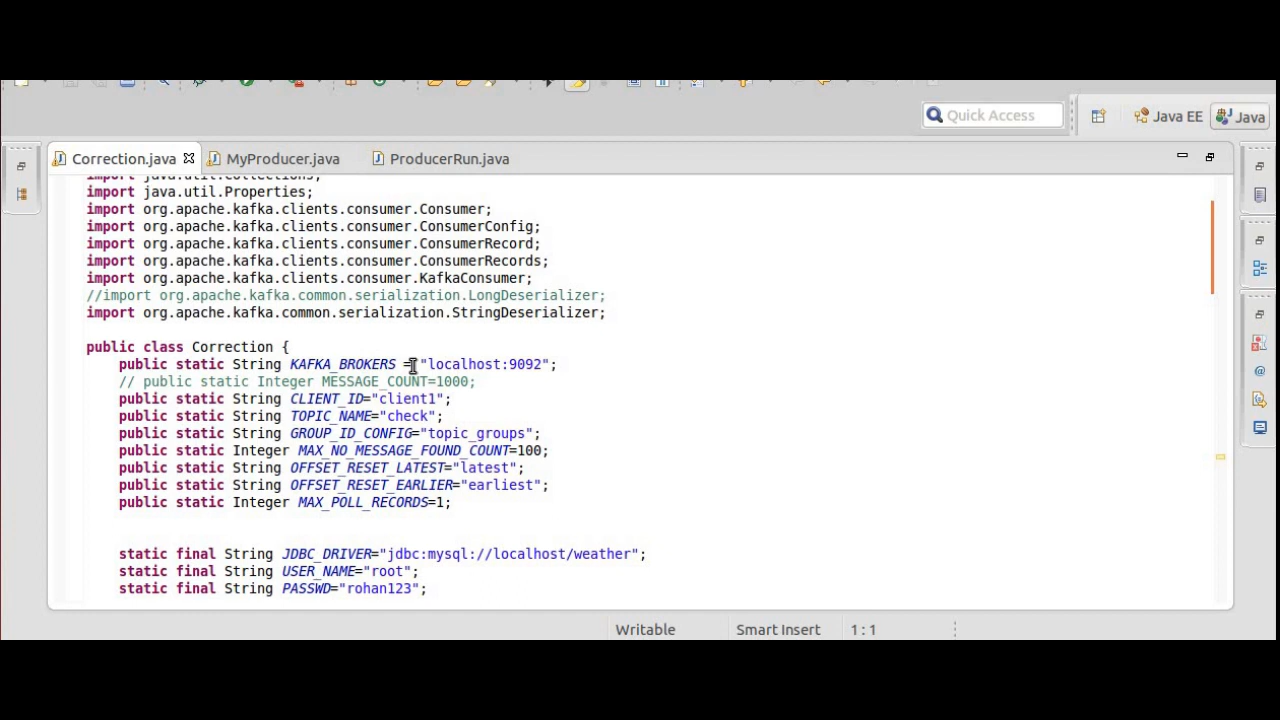 Quick Access
Java EE
Java
Correction.java
MyProducer.java
ProducerRun.java
import java.util.Collections;
import java.util.Properties;
import org.apache.kafka.clients.consumer.Consumer;
import org.apache.kafka.clients.consumer.ConsumerConfig;
import org.apache.kafka.clients.consumer.ConsumerRecord;
import org.apache.kafka.clients.consumer.ConsumerRecords;
import org.apache.kafka.clients.consumer.KafkaConsumer;
//import org.apache.kafka.common.serialization.LongDeserializer;
import org.apache.kafka.common.serialization.StringDeserializer;
public class Correction {
public static String KAFKA_BROKERS = "localhost:9092";
// public static Integer MESSAGE_COUNT=1000;
public static String CLIENT_ID="client1";
public static String TOPIC_NAME="check";
public static String GROUP_ID_CONFIG="topic_groups";
public static Integer MAX_NO_MESSAGE_FOUND_COUNT=100;
public static String OFFSET_RESET_LATEST="latest";
public static String OFFSET_RESET_EARLIER="earliest";
public static Integer MAX_POLL_RECORDS=1;
static final String JDBC_DRIVER="jdbc:mysql://localhost/weather";
static final String USER_NAME="root";
static final String PASSWD="rohan123";
Writable
Smart Insert
1 : 1